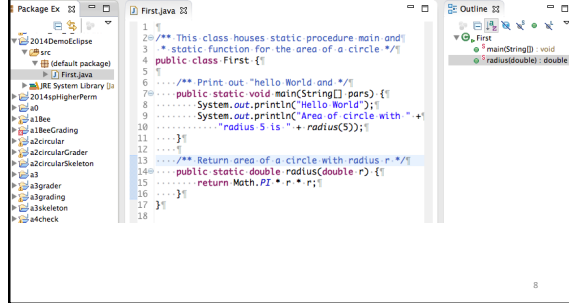 Package Ex
2014DemoEclipse
src
(default package)
First.java
JRE System Library [Ja
2014spHigherPerm
a0
a1Bee
a1BeeGrading
a2circular
a2circularGrader
a2circularSkeleton
a3
a3grader
a3grading
a3skeleton
a4check
First.java
1
2 /** This class houses static procedure main and
3 * static function for the area of a circle */
4 public class First {
5
6 /** Print out "hello World and */
7 public static void main(String[] pars) {
8 System.out.println("Hello World");
9 System.out.println("Area of circle with " +
10 "radius 5 is " + radius(5));
11 }
12
13 /** Return area of a circle with radius r */
14 public static double radius(double r) {
15 return Math.PI * r * r;
16 }
17 }
18
Outline
First
main(String[]) : void
radius(double) : double
8